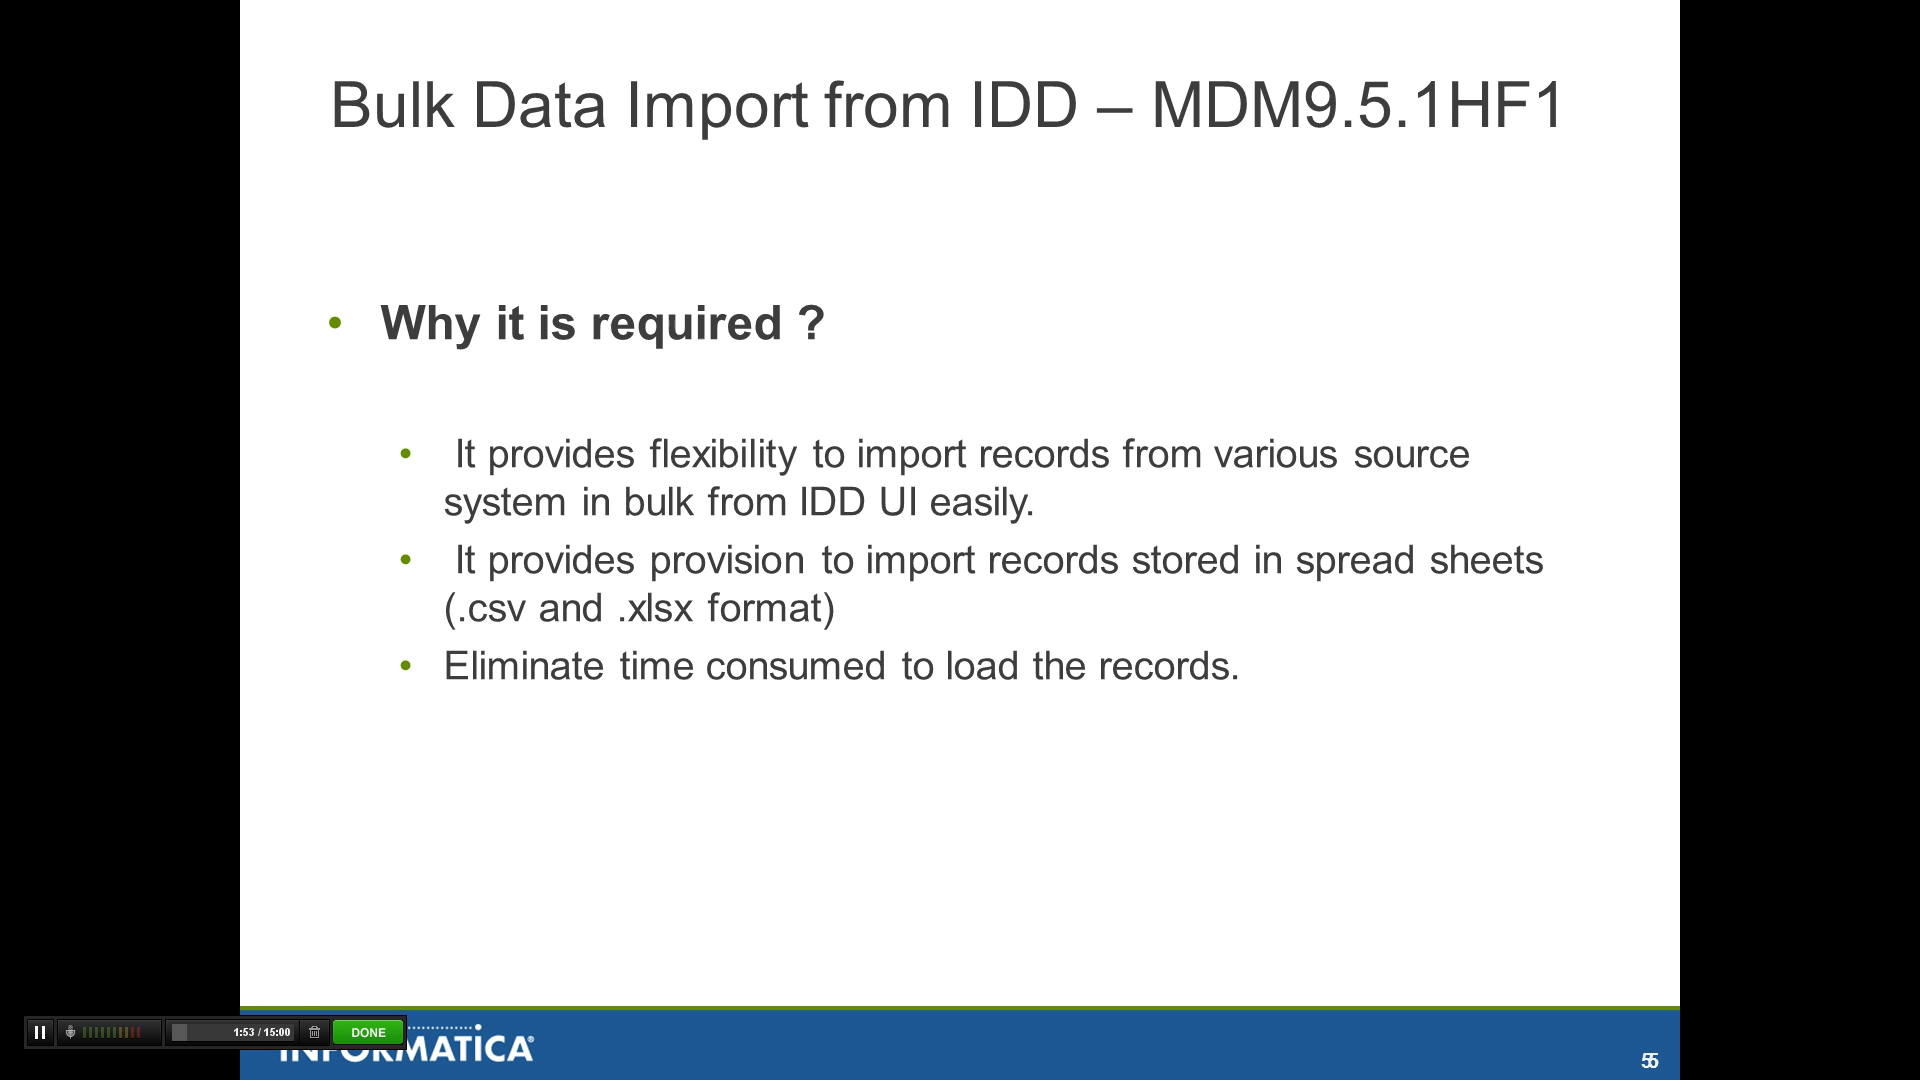 Bulk Data Import from IDD – MDM9.5.1HF1
• Why it is required ?
• It provides flexibility to import records from various source
system in bulk from IDD UI easily.
• It provides provision to import records stored in spread sheets
(.csv and .xlsx format)
• Eliminate time consumed to load the records.
1:53 / 15:00
DONE
INFORMATICA®